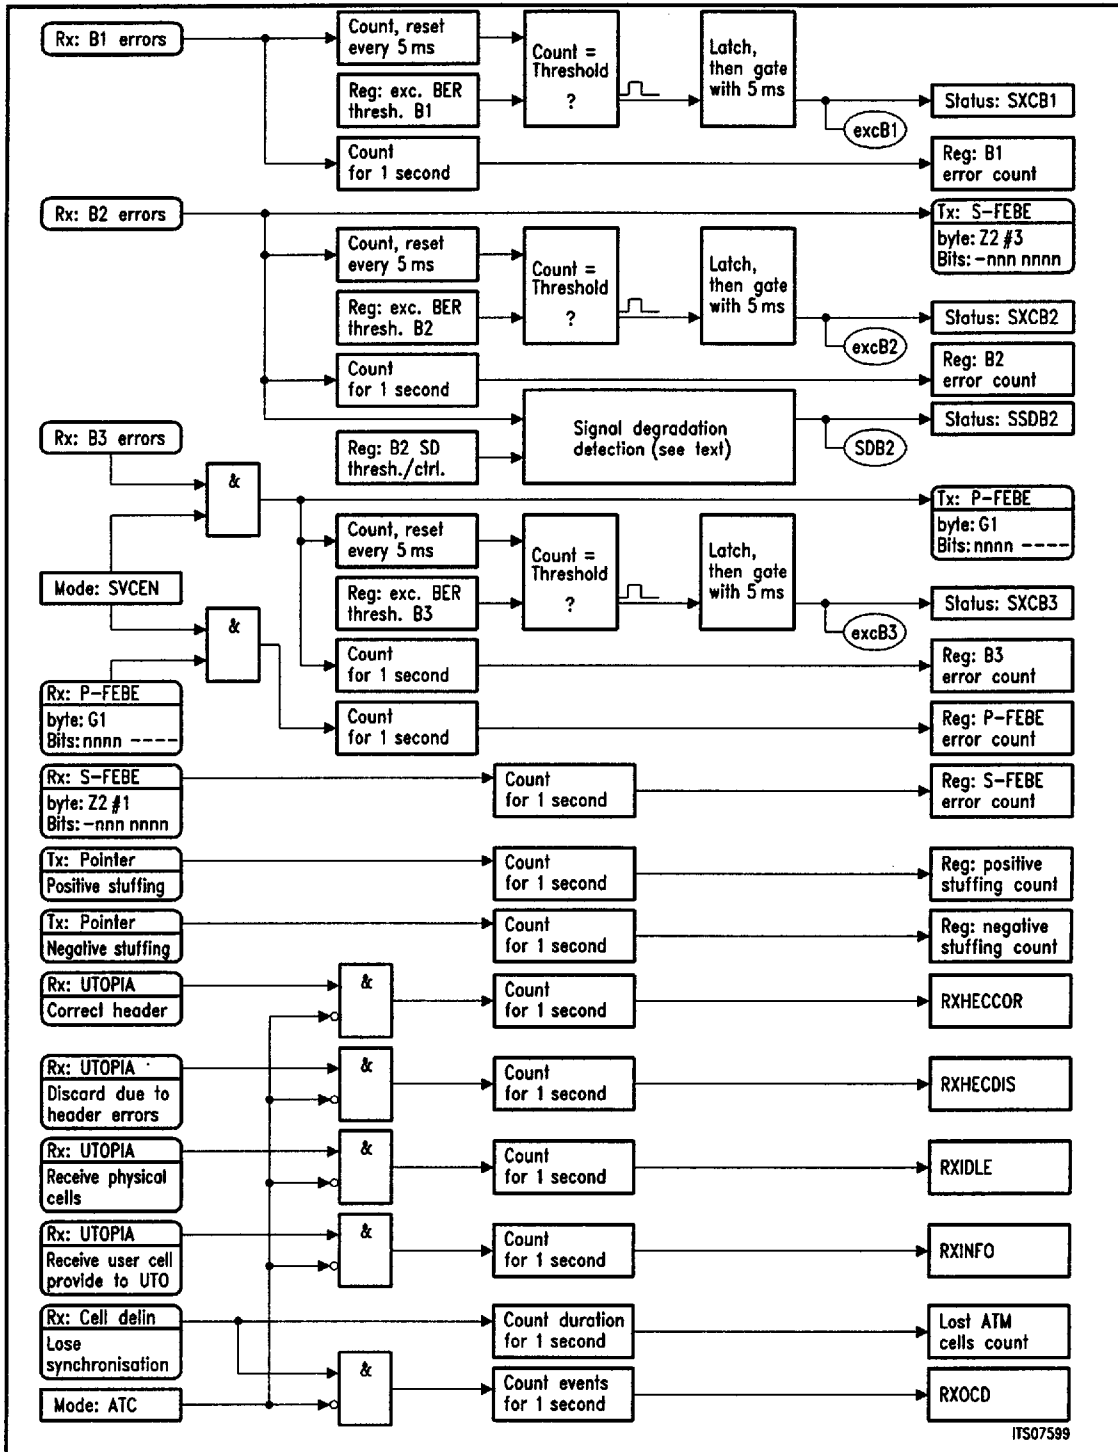 Rx: B1 errors
Count, reset
every 5 ms
Reg: exc. BER
thresh. B1
Count =
Threshold
?
Latch,
then gate
with 5 ms
Status: SXCB1
excB1
Count
for 1 second
Reg: B1
error count
Rx: B2 errors
Tx: S-FEBE
byte: Z2 #3
Bits: -nnn nnnn
Count, reset
every 5 ms
Reg: exc. BER
thresh. B2
Count =
Threshold
?
Latch,
then gate
with 5 ms
Status: SXCB2
excB2
Count
for 1 second
Reg: B2
error count
Signal degradation
detection (see text)
Status: SSDB2
SDB2
Reg: B2 SD
thresh./ctrl.
Rx: B3 errors
&
Tx: P-FEBE
byte: G1
Bits: nnnn ----
Count, reset
every 5 ms
Reg: exc. BER
thresh. B3
Count =
Threshold
?
Latch,
then gate
with 5 ms
Status: SXCB3
excB3
Mode: SVCEN
&
Count
for 1 second
Reg: B3
error count
Rx: P-FEBE
byte: G1
Bits: nnnn ----
Count
for 1 second
Reg: P-FEBE
error count
Rx: S-FEBE
byte: Z2 #1
Bits: -nnn nnnn
Count
for 1 second
Reg: S-FEBE
error count
Tx: Pointer
Positive stuffing
Count
for 1 second
Reg: positive
stuffing count
Tx: Pointer
Negative stuffing
Count
for 1 second
Reg: negative
stuffing count
Rx: UTOPIA
Correct header
&
Count
for 1 second
RXHECCOR
Rx: UTOPIA
Discard due to
header errors
&
Count
for 1 second
RXHECDIS
Rx: UTOPIA
Receive physical
cells
&
Count
for 1 second
RXIDLE
Rx: UTOPIA
Receive user cell
provide to UTO
&
Count
for 1 second
RXINFO
Rx: Cell delin
Lose
synchronisation
Count duration
for 1 second
Lost ATM
cells count
Mode: ATC
&
Count events
for 1 second
RXOCD
ITS07599